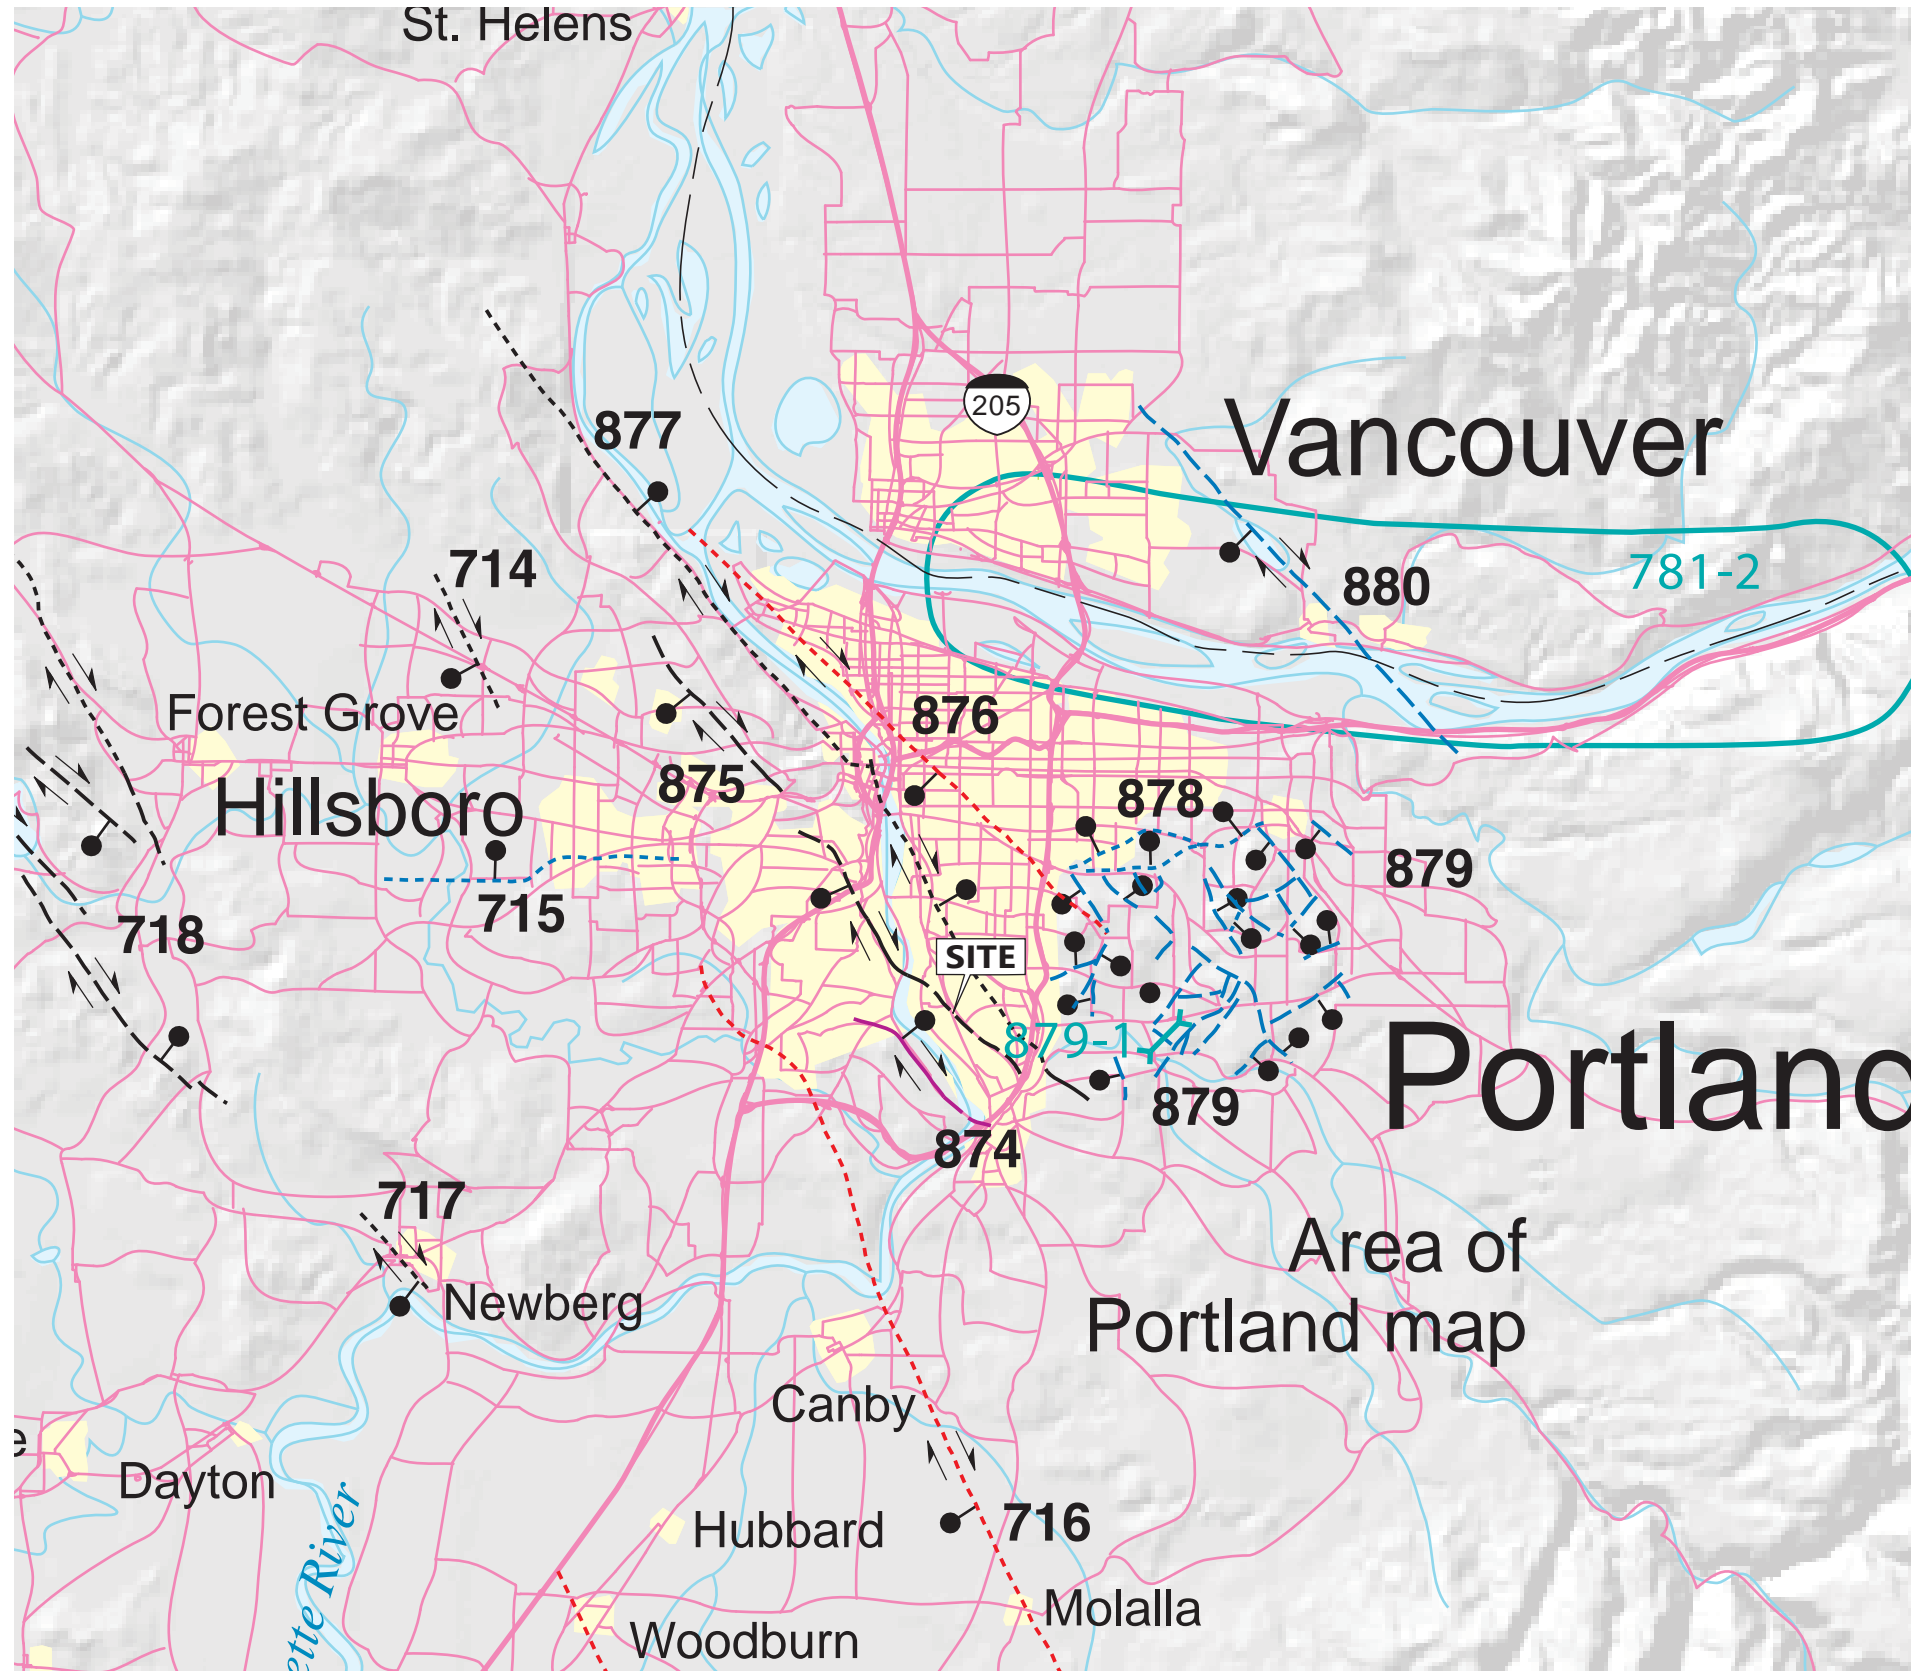 St. Helens
205
877
Vancouver
714
781-2
880
Forest Grove
876
875
Hillsboro
878
879
715
718
SITE
879-1
Portland
879
874
717
Area of
Portland map
Newberg
Canby
e
Dayton
ette River
Hubbard
716
Molalla
Woodburn